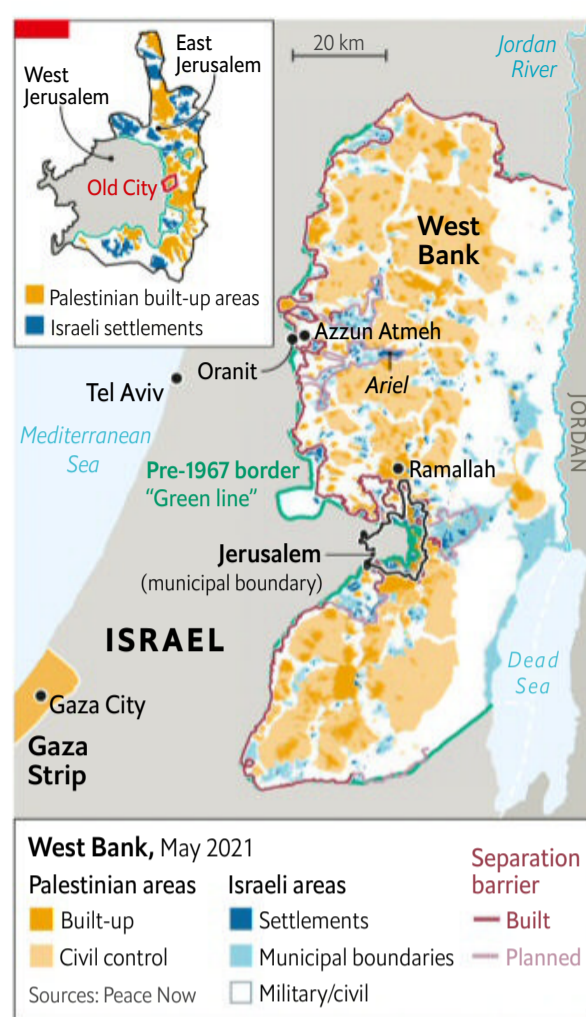 West
Jerusalem
East
Jerusalem
Old City
Palestinian built-up areas
Israeli settlements
20 km
Jordan
River
West
Bank
Azzun Atmeh
Oranit
Ariel
Tel Aviv
Mediterranean
Sea
JORDAN
Pre-1967 border
“Green line”
Ramallah
Jerusalem
(municipal boundary)
ISRAEL
Dead
Sea
Gaza City
Gaza
Strip
West Bank, May 2021
Palestinian areas
Built-up
Civil control
Israeli areas
Settlements
Municipal boundaries
Military/civil
Separation
barrier
Built
Planned
Sources: Peace Now